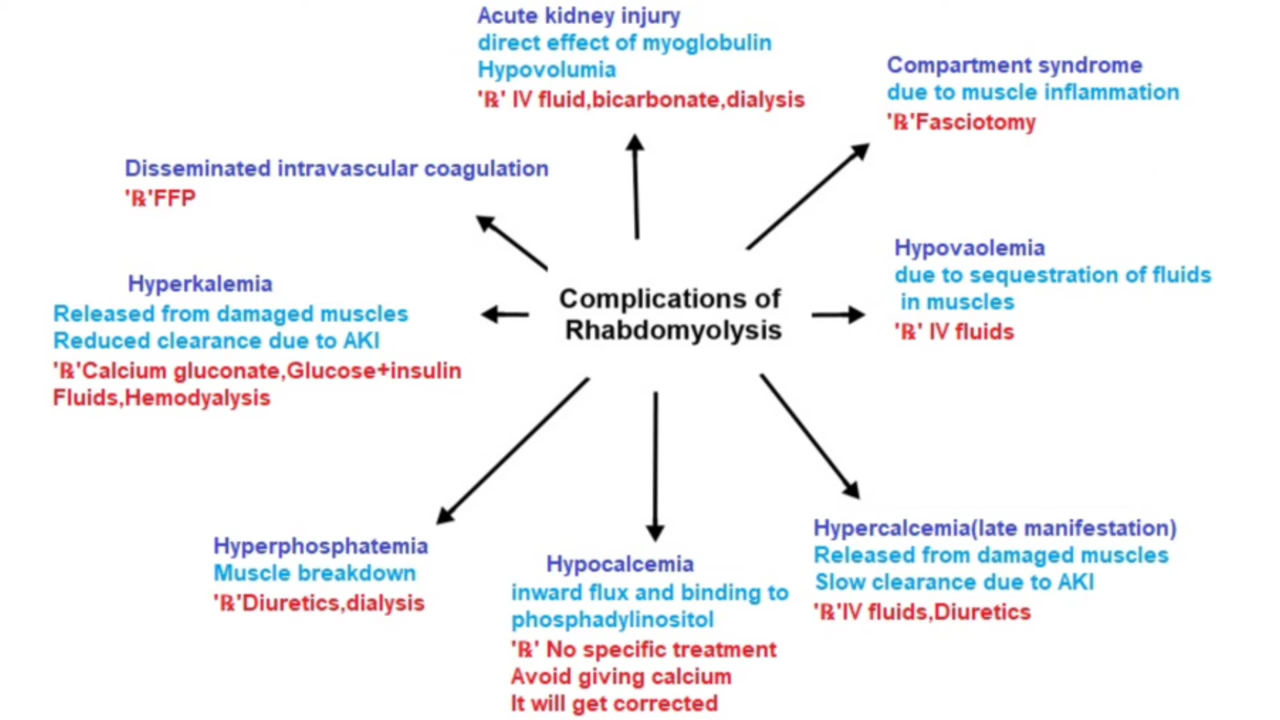 Acute kidney injury
direct effect of myoglobulin
Hypovolumia
'℞' IV fluid,bicarbonate,dialysis
Compartment syndrome
due to muscle inflammation
'℞'Fasciotomy
Disseminated intravascular coagulation
'℞'FFP
Hypovaolemia
due to sequestration of fluids
in muscles
'℞' IV fluids
Hyperkalemia
Released from damaged muscles
Reduced clearance due to AKI
'℞'Calcium gluconate,Glucose+insulin
Fluids,Hemodyalysis
Complications of
Rhabdomyolysis
Hyperphosphatemia
Muscle breakdown
'℞'Diuretics,dialysis
Hypocalcemia
inward flux and binding to
phosphadylinositol
'℞' No specific treatment
Avoid giving calcium
It will get corrected
Hypercalcemia(late manifestation)
Released from damaged muscles
Slow clearance due to AKI
'℞'IV fluids,Diuretics